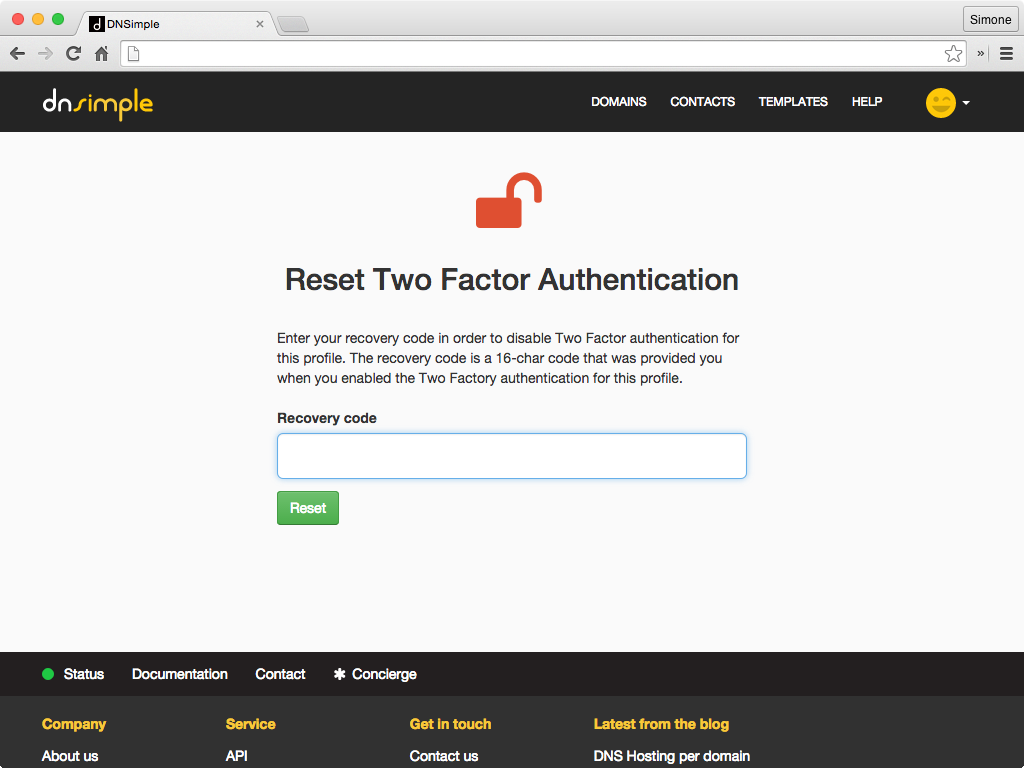 DNSimple
Simone
dnsimple
DOMAINS CONTACTS TEMPLATES HELP
Reset Two Factor Authentication
Enter your recovery code in order to disable Two Factor authentication for
this profile. The recovery code is a 16-char code that was provided you
when you enabled the Two Factory authentication for this profile.
Recovery code
Reset
Status Documentation Contact ✱ Concierge
Company Service Get in touch Latest from the blog
About us API Contact us DNS Hosting per domain